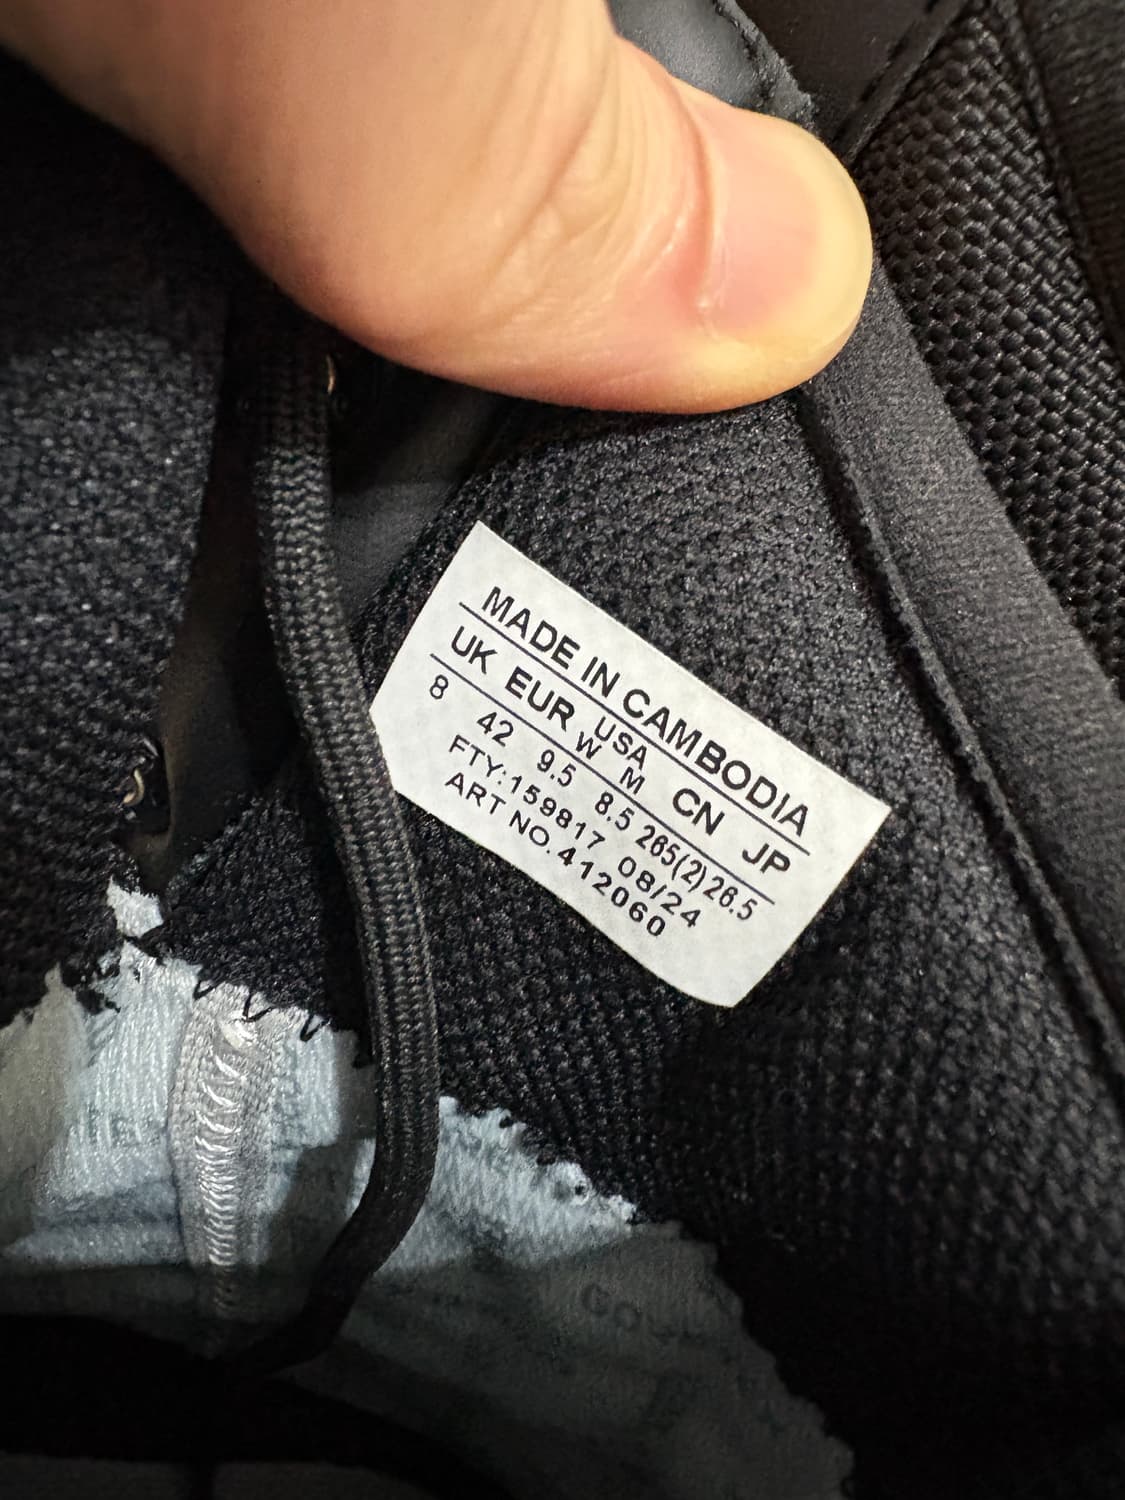 MADE IN CAMBODIA
UK EUR USA W M CN JP
8 42 9.5 8.5 265(2) 26.5
FTY:159817 08/24
ART NO.412060